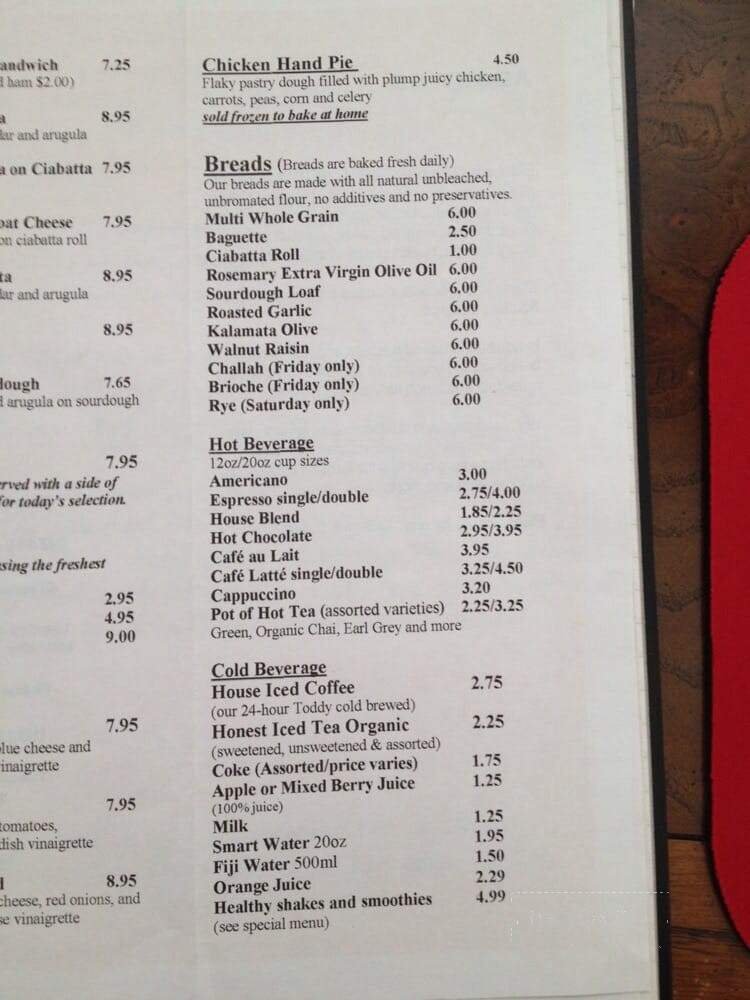 andwich 7.25
ham $2.00)
a 8.95
lar and arugula
a on Ciabatta 7.95
oat Cheese 7.95
on ciabatta roll
ta 8.95
lar and arugula
8.95
dough 7.65
d arugula on sourdough
7.95
erved with a side of
for today's selection.
sing the freshest
2.95
4.95
9.00
7.95
blue cheese and
vinaigrette
7.95
tomatoes,
dish vinaigrette
8.95
cheese, red onions, and
se vinaigrette
Chicken Hand Pie 4.50
Flaky pastry dough filled with plump juicy chicken,
carrots, peas, corn and celery
sold frozen to bake at home
Breads (Breads are baked fresh daily)
Our breads are made with all natural unbleached,
unbromated flour, no additives and no preservatives.
Multi Whole Grain 6.00
Baguette 2.50
Ciabatta Roll 1.00
Rosemary Extra Virgin Olive Oil 6.00
Sourdough Loaf 6.00
Roasted Garlic 6.00
Kalamata Olive 6.00
Walnut Raisin 6.00
Challah (Friday only) 6.00
Brioche (Friday only) 6.00
Rye (Saturday only) 6.00
Hot Beverage
12oz/20oz cup sizes
Americano 3.00
Espresso single/double 2.75/4.00
House Blend 1.85/2.25
Hot Chocolate 2.95/3.95
Café au Lait 3.95
Café Latté single/double 3.25/4.50
Cappuccino 3.20
Pot of Hot Tea (assorted varieties) 2.25/3.25
Green, Organic Chai, Earl Grey and more
Cold Beverage
House Iced Coffee 2.75
(our 24-hour Toddy cold brewed)
Honest Iced Tea Organic 2.25
(sweetened, unsweetened & assorted)
Coke (Assorted/price varies) 1.75
Apple or Mixed Berry Juice 1.25
(100% juice)
Milk 1.25
Smart Water 20oz 1.95
Fiji Water 500ml 1.50
Orange Juice 2.29
Healthy shakes and smoothies 4.99
(see special menu)